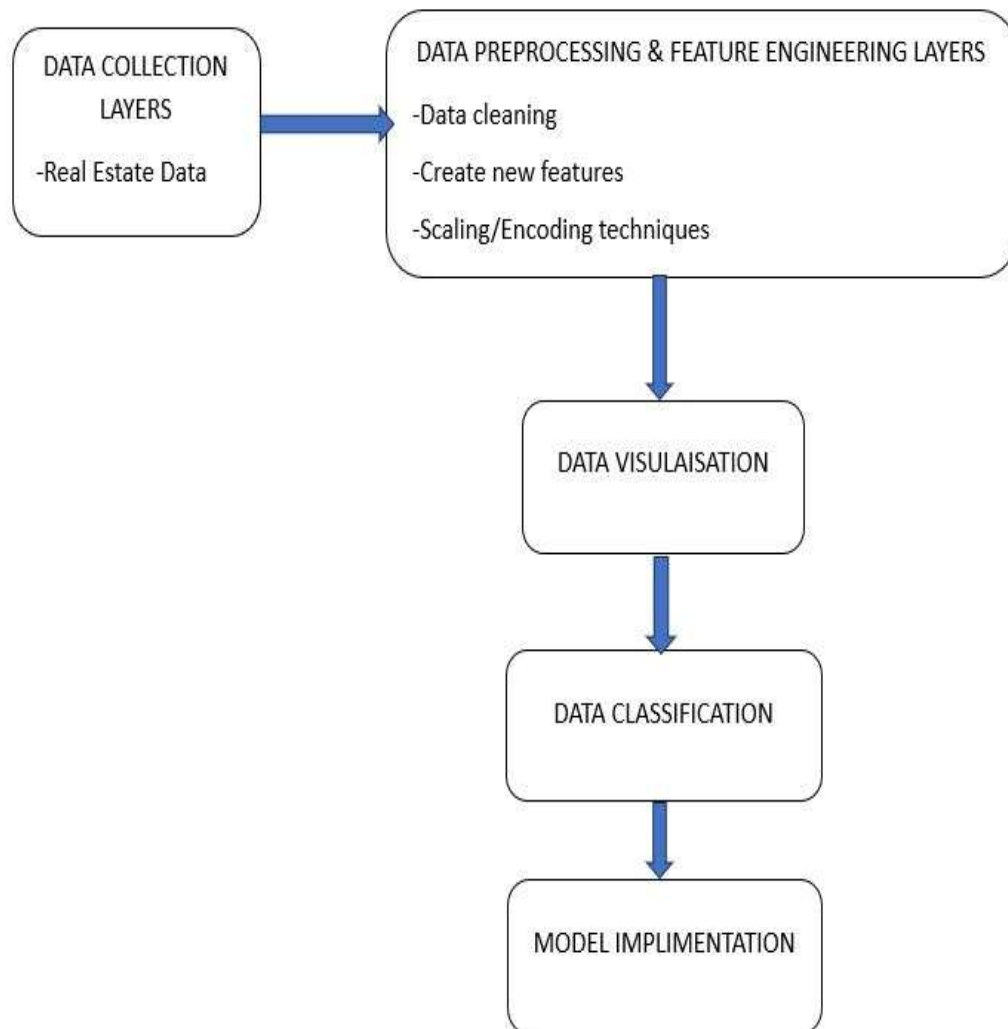 DATA COLLECTION
LAYERS
-Real Estate Data
DATA PREPROCESSING & FEATURE ENGINEERING LAYERS
-Data cleaning
-Create new features
-Scaling/Encoding techniques
DATA VISULAISATION
DATA CLASSIFICATION
MODEL IMPLIMENTATION